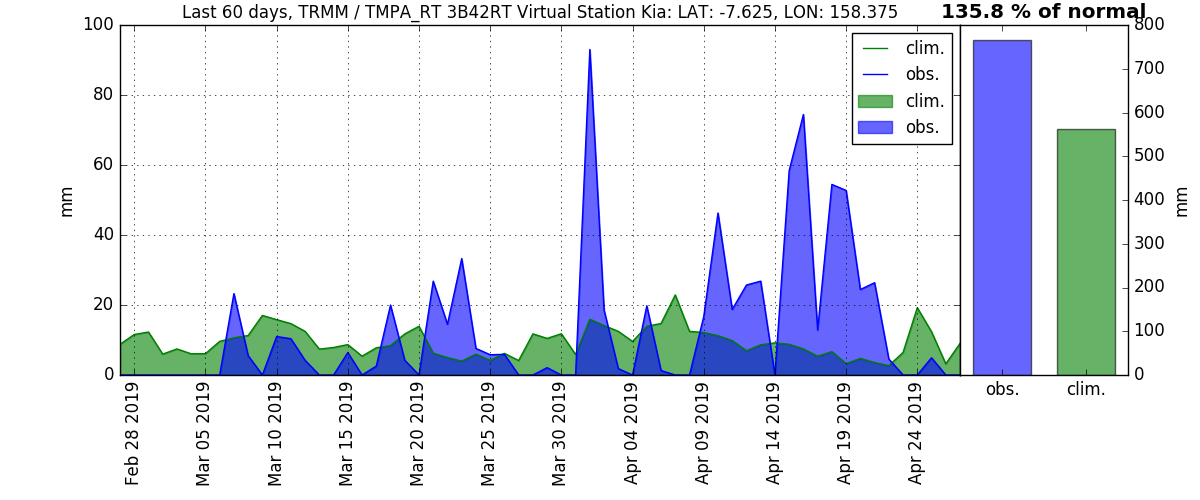 Last 60 days, TRMM / TMPA_RT 3B42RT Virtual Station Kia: LAT: -7.625, LON: 158.375
135.8 % of normal
100
80
60
40
20
0
mm
clim.
obs.
clim.
obs.
Feb 28 2019
Mar 05 2019
Mar 10 2019
Mar 15 2019
Mar 20 2019
Mar 25 2019
Mar 30 2019
Apr 04 2019
Apr 09 2019
Apr 14 2019
Apr 19 2019
Apr 24 2019
800
700
600
500
400
300
200
100
0
mm
obs.
clim.